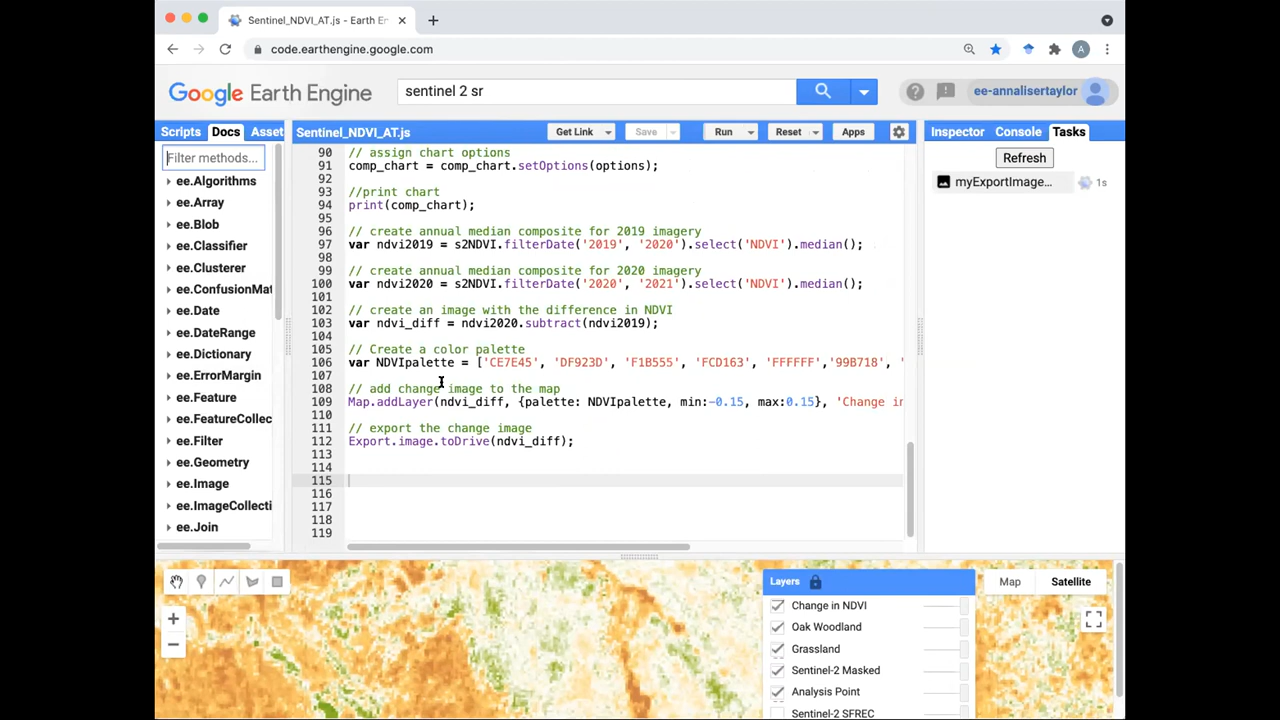 Sentinel_NDVI_AT.js - Earth En
code.earthengine.google.com
A
Google Earth Engine
sentinel 2 sr
ee-annalisertaylor
Scripts Docs Asset
Sentinel_NDVI_AT.js
Get Link Save Run Reset Apps
Inspector Console Tasks
Filter methods...
ee.Algorithms
ee.Array
ee.Blob
ee.Classifier
ee.Clusterer
ee.ConfusionMat
ee.Date
ee.DateRange
ee.Dictionary
ee.ErrorMargin
ee.Feature
ee.FeatureCollec
ee.Filter
ee.Geometry
ee.Image
ee.ImageCollecti
ee.Join
90 // assign chart options
91 comp_chart = comp_chart.setOptions(options);
92
93 //print chart
94 print(comp_chart);
95
96 // create annual median composite for 2019 imagery
97 var ndvi2019 = s2NDVI.filterDate('2019', '2020').select('NDVI').median();
98
99 // create annual median composite for 2020 imagery
100 var ndvi2020 = s2NDVI.filterDate('2020', '2021').select('NDVI').median();
101
102 // create an image with the difference in NDVI
103 var ndvi_diff = ndvi2020.subtract(ndvi2019);
104
105 // Create a color palette
106 var NDVIpalette = ['CE7E45', 'DF923D', 'F1B555', 'FCD163', 'FFFFFF','99B718', '
107
108 // add change image to the map
109 Map.addLayer(ndvi_diff, {palette: NDVIpalette, min:-0.15, max:0.15}, 'Change in
110
111 // export the change image
112 Export.image.toDrive(ndvi_diff);
113
114
115
116
117
118
119
Refresh
myExportImage... 1s
Layers
Change in NDVI
Oak Woodland
Grassland
Sentinel-2 Masked
Analysis Point
Sentinel-2 SFREC
Map Satellite